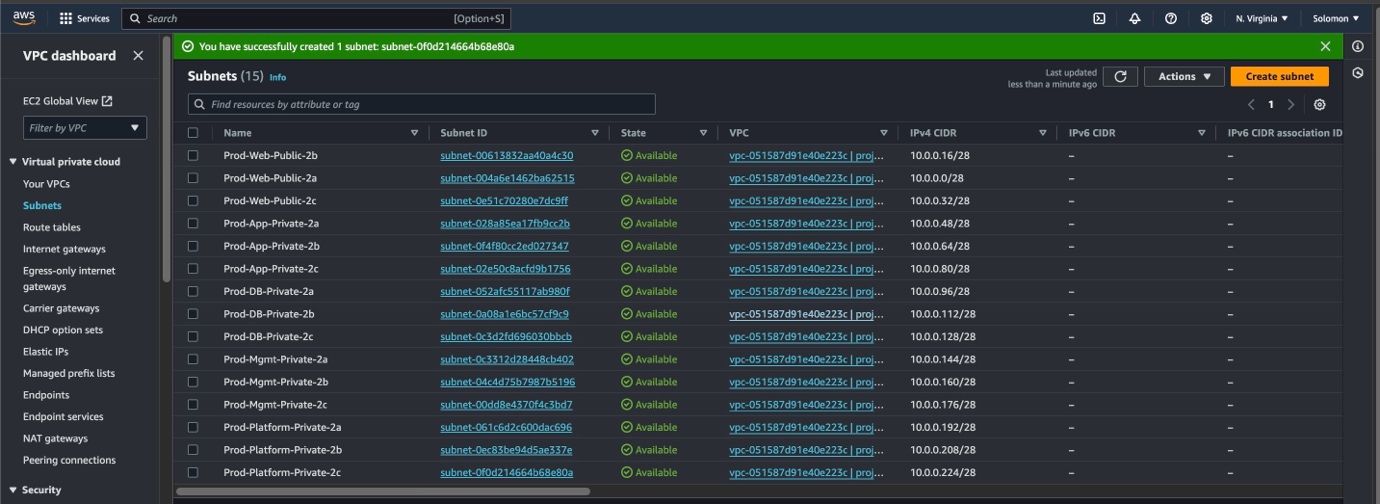 aws Services Search [Option+S] N. Virginia Solomon
VPC dashboard
You have successfully created 1 subnet: subnet-0f0d214664b68e80a
EC2 Global View
Filter by VPC
Virtual private cloud
Your VPCs
Subnets
Route tables
Internet gateways
Egress-only internet
gateways
Carrier gateways
DHCP option sets
Elastic IPs
Managed prefix lists
Endpoints
Endpoint services
NAT gateways
Peering connections
Security
Subnets (15) Info
Last updated
less than a minute ago
Actions
Create subnet
Find resources by attribute or tag
1
Name Subnet ID State VPC IPv4 CIDR IPv6 CIDR IPv6 CIDR association ID
Prod-Web-Public-2b subnet-00613832aa40a4c30 Available vpc-051587d91e40e223c | proj... 10.0.0.16/28 – –
Prod-Web-Public-2a subnet-004a6e1462ba62515 Available vpc-051587d91e40e223c | proj... 10.0.0.0/28 – –
Prod-Web-Public-2c subnet-0e51c70280e7dc9ff Available vpc-051587d91e40e223c | proj... 10.0.0.32/28 – –
Prod-App-Private-2a subnet-028a85ea17fb9cc2b Available vpc-051587d91e40e223c | proj... 10.0.0.48/28 – –
Prod-App-Private-2b subnet-0f4f80cc2ed027347 Available vpc-051587d91e40e223c | proj... 10.0.0.64/28 – –
Prod-App-Private-2c subnet-02e50c8acfd9b1756 Available vpc-051587d91e40e223c | proj... 10.0.0.80/28 – –
Prod-DB-Private-2a subnet-052afc55117ab980f Available vpc-051587d91e40e223c | proj... 10.0.0.96/28 – –
Prod-DB-Private-2b subnet-0a08a1e6bc57cf9c9 Available vpc-051587d91e40e223c | proj... 10.0.0.112/28 – –
Prod-DB-Private-2c subnet-0c3d2fd696030bbcb Available vpc-051587d91e40e223c | proj... 10.0.0.128/28 – –
Prod-Mgmt-Private-2a subnet-0c3312d28448cb402 Available vpc-051587d91e40e223c | proj... 10.0.0.144/28 – –
Prod-Mgmt-Private-2b subnet-04c4d75b7987b5196 Available vpc-051587d91e40e223c | proj... 10.0.0.160/28 – –
Prod-Mgmt-Private-2c subnet-00dd8e4370f4c3bd7 Available vpc-051587d91e40e223c | proj... 10.0.0.176/28 – –
Prod-Platform-Private-2a subnet-061c6d2c600dac696 Available vpc-051587d91e40e223c | proj... 10.0.0.192/28 – –
Prod-Platform-Private-2b subnet-0ec83be94d5ae337e Available vpc-051587d91e40e223c | proj... 10.0.0.208/28 – –
Prod-Platform-Private-2c subnet-0f0d214664b68e80a Available vpc-051587d91e40e223c | proj... 10.0.0.224/28 – –